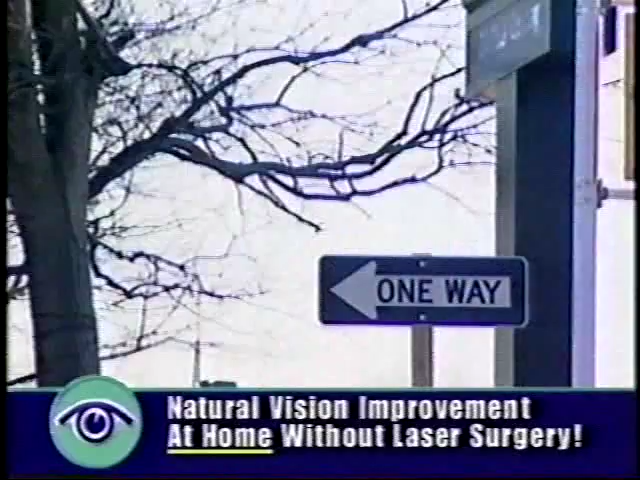 ONE WAY
Natural Vision Improvement
At Home Without Laser Surgery!